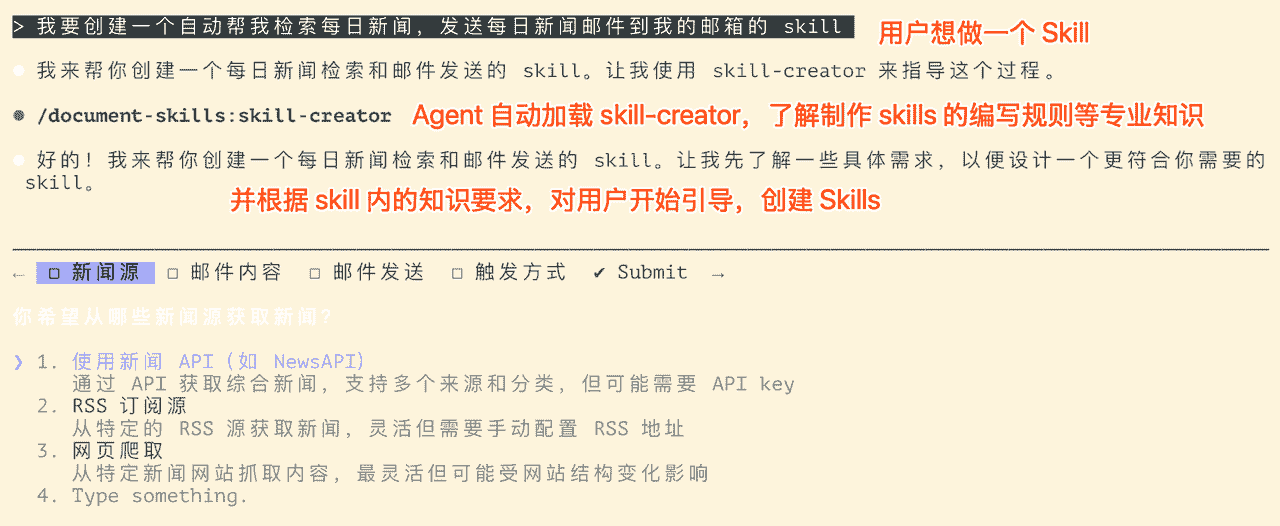 > 我要创建一个自动帮我检索每日新闻，发送每日新闻邮件到我的邮箱的 skill
用户想做一个 Skill
我来帮你创建一个每日新闻检索和邮件发送的 skill。让我使用 skill-creator 来指导这个过程。
/document-skills:skill-creator
Agent 自动加载 skill-creator，了解制作 skills 的编写规则等专业知识
好的！我来帮你创建一个每日新闻检索和邮件发送的 skill。让我先了解一些具体需求，以便设计一个更符合你需要的
skill。
并根据 skill 内的知识要求，对用户开始引导，创建 Skills
← □ 新闻源 □ 邮件内容 □ 邮件发送 □ 触发方式 ✔ Submit →
你希望从哪些新闻源获取新闻？
❯ 1. 使用新闻 API（如 NewsAPI）
通过 API 获取综合新闻，支持多个来源和分类，但可能需要 API key
2. RSS 订阅源
从特定的 RSS 源获取新闻，灵活但需要手动配置 RSS 地址
3. 网页爬取
从特定新闻网站抓取内容，最灵活但可能受网站结构变化影响
4. Type something.